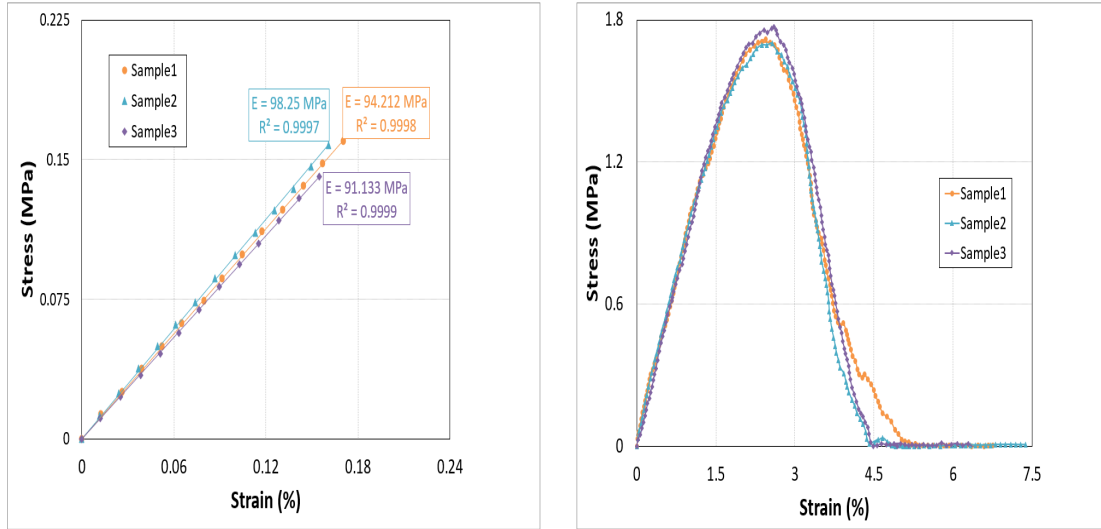 0.225
Sample1
Sample2
Sample3
E = 98.25 MPa
R² = 0.9997
E = 94.212 MPa
R² = 0.9998
0.15
E = 91.133 MPa
R² = 0.9999
Stress (MPa)
0.075
0
0 0.06 0.12 0.18 0.24
Strain (%)
1.8
1.2
Sample1
Sample2
Sample3
Stress (MPa)
0.6
0
0 1.5 3 4.5 6 7.5
Strain (%)